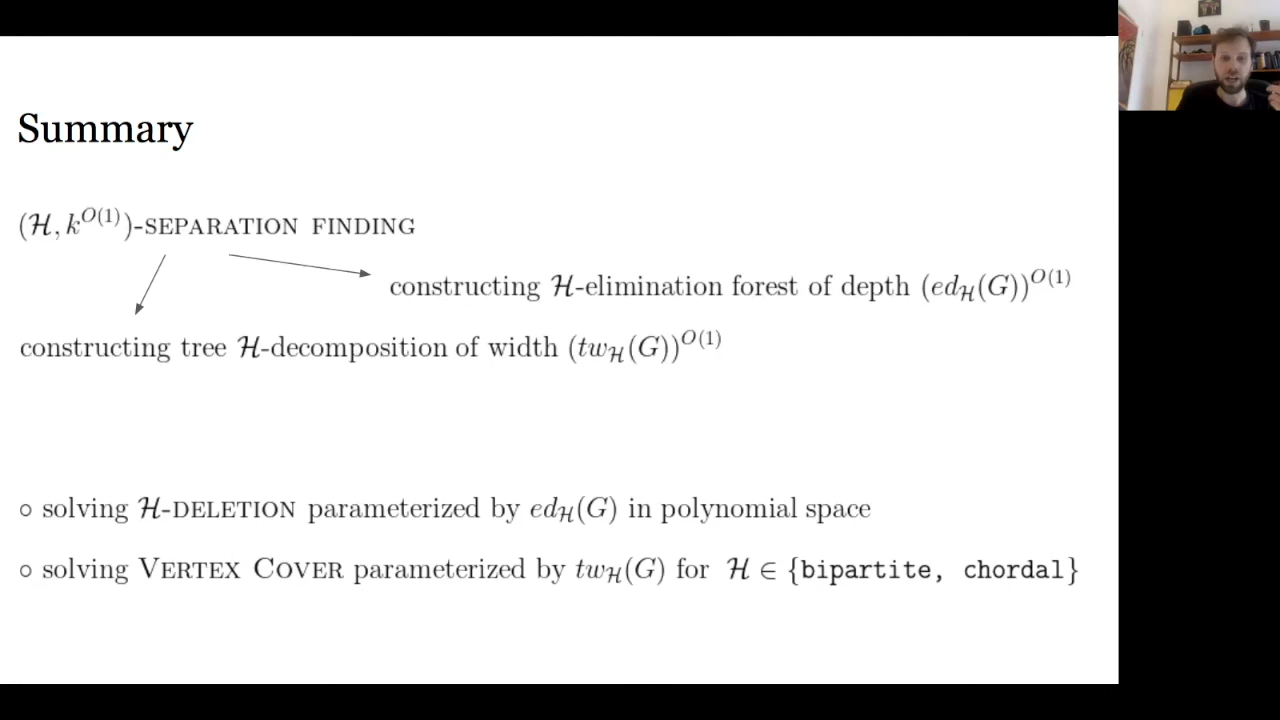 Summary
(ℋ, k^{O(1)})-SEPARATION FINDING
constructing ℋ-elimination forest of depth (ed_ℋ(G))^{O(1)}
constructing tree ℋ-decomposition of width (tw_ℋ(G))^{O(1)}
○ solving ℋ-DELETION parameterized by ed_ℋ(G) in polynomial space
○ solving VERTEX COVER parameterized by tw_ℋ(G) for ℋ ∈ {bipartite, chordal}